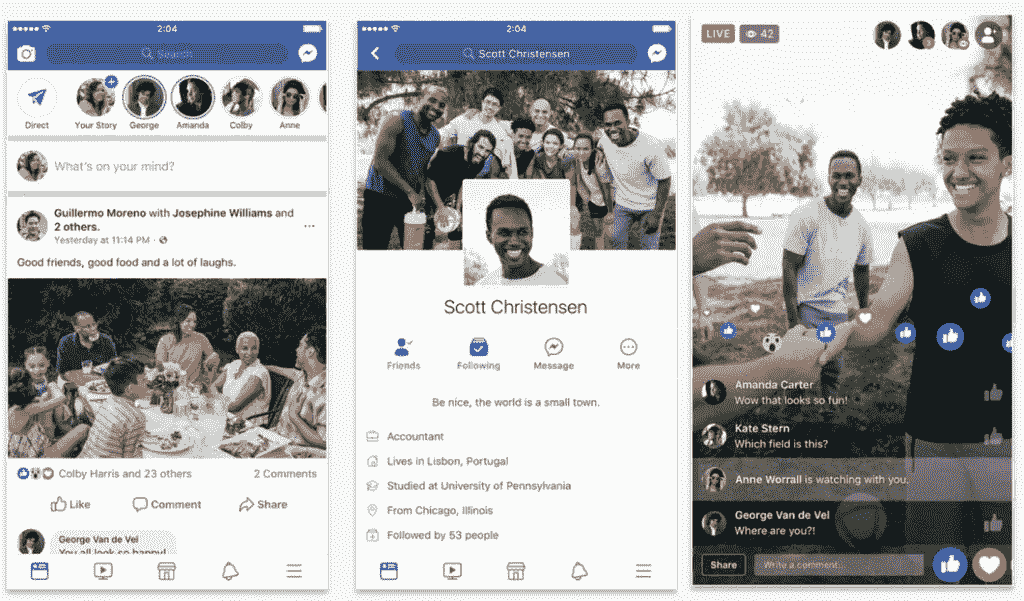 2:04
Search
Direct
Your Story
George
Amanda
Colby
Anne
What's on your mind?
Guillermo Moreno with Josephine Williams and
2 others.
Yesterday at 11:14 PM ·
Good friends, good food and a lot of laughs.
Colby Harris and 23 others
2 Comments
Like
Comment
Share
George Van de Vel
You all look so happy!
2:04
Scott Christensen
Scott Christensen
Friends
Following
Message
More
Be nice, the world is a small town.
Accountant
Lives in Lisbon, Portugal
Studied at University of Pennsylvania
From Chicago, Illinois
Followed by 53 people
LIVE
42
Amanda Carter
Wow that looks so fun!
Kate Stern
Which field is this?
Anne Worrall is watching with you.
George Van de Vel
Where are you?!
Share
Write a comment...